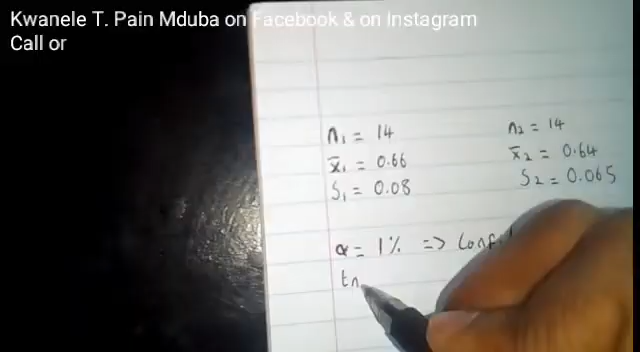 Kwanele T. Pain Mduba on Facebook & on Instagram
Call or
n₁ = 14
x̄₁ = 0.66
S₁ = 0.08
n₂ = 14
x̄₂ = 0.64
S₂ = 0.065
α = 1% =>
tn